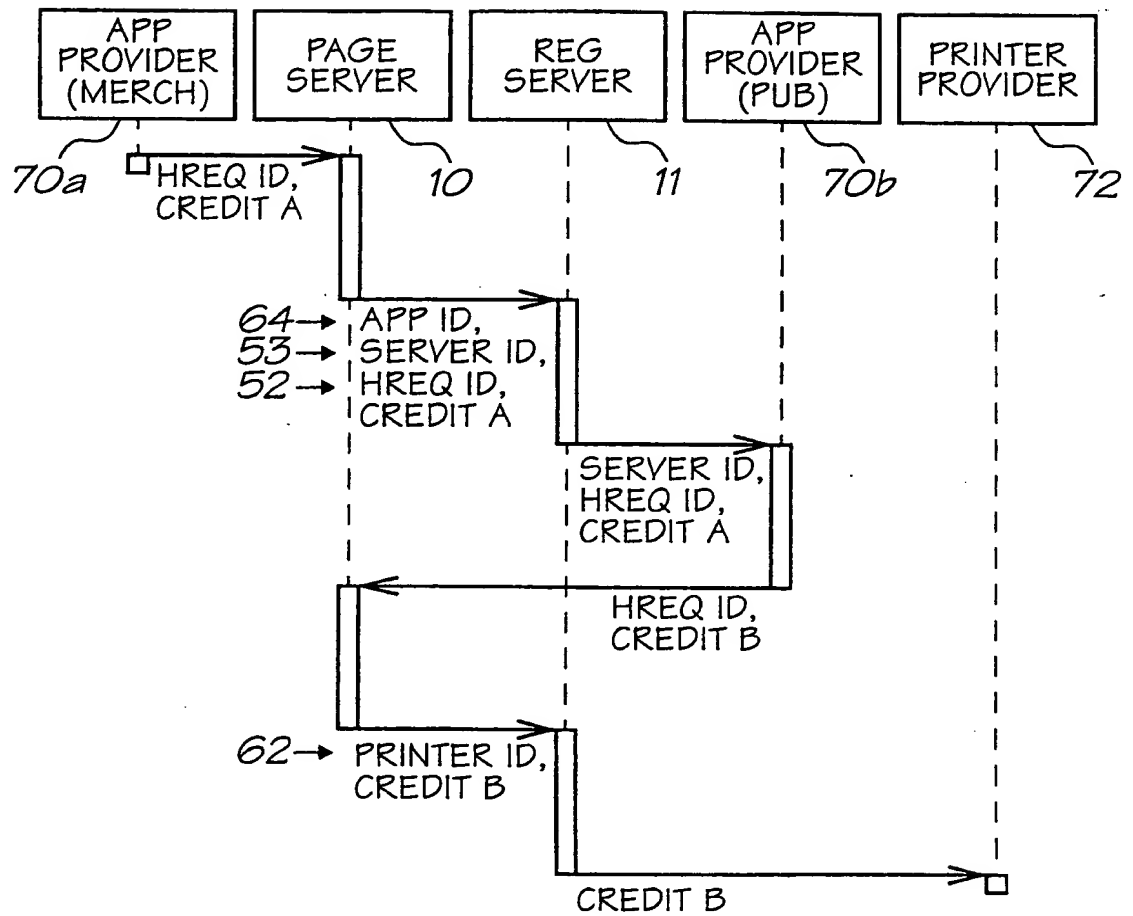 APP
PROVIDER
(MERCH)
PAGE
SERVER
REG
SERVER
APP
PROVIDER
(PUB)
PRINTER
PROVIDER
70a
10
11
70b
72
HREQ ID,
CREDIT A
64 → APP ID,
53 → SERVER ID,
52 → HREQ ID,
CREDIT A
SERVER ID,
HREQ ID,
CREDIT A
HREQ ID,
CREDIT B
62 → PRINTER ID,
CREDIT B
CREDIT B